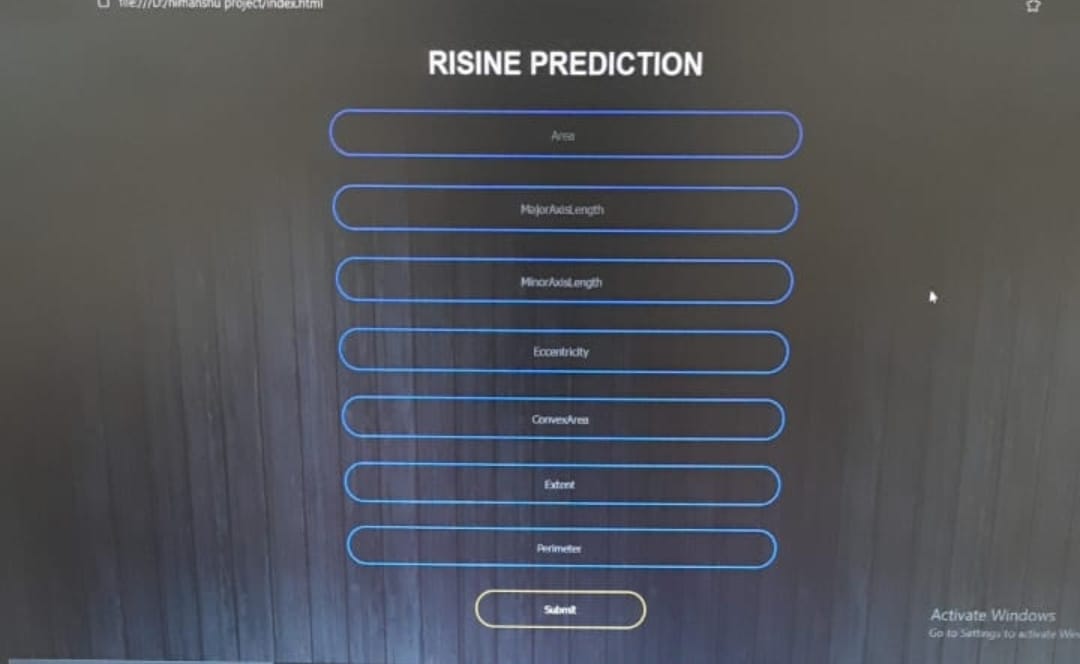 file:///D:/himanshu project/index.html
RISINE PREDICTION
Area
MajorAxisLength
MinorAxisLength
Eccentricity
ConvexArea
Extent
Perimeter
Submit
Activate Windows
Go to Settings to activate Win